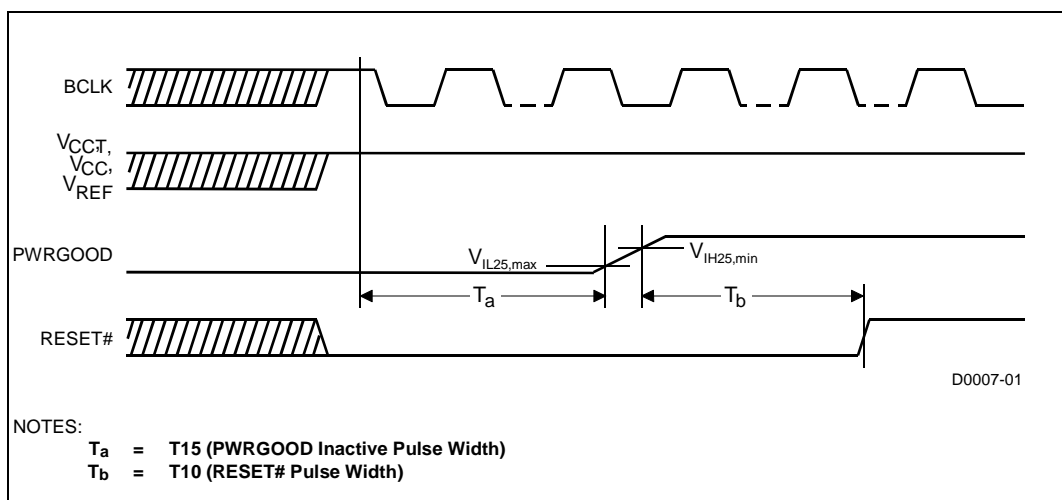 BCLK
VCCT,
VCC,
VREF
PWRGOOD
VIL25,max
VIH25,min
Ta
Tb
RESET#
D0007-01
NOTES:
Ta = T15 (PWRGOOD Inactive Pulse Width)
Tb = T10 (RESET# Pulse Width)